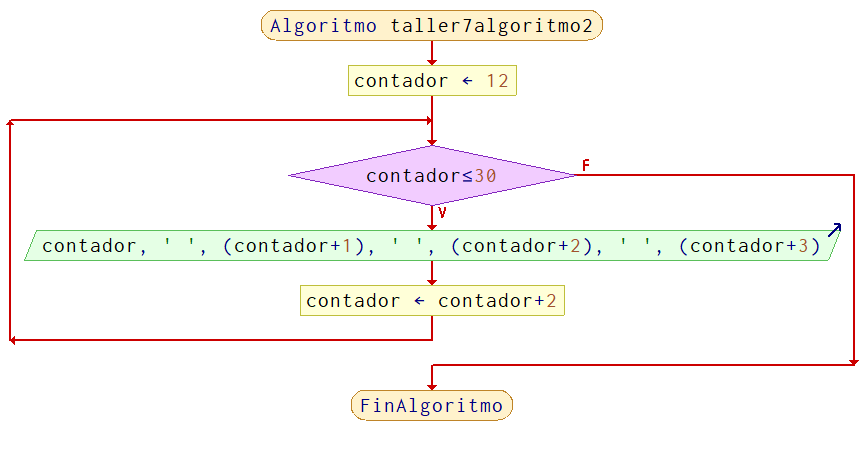 Algoritmo taller7algoritmo2
contador ← 12
contador≤30
F
V
contador, ' ', (contador+1), ' ', (contador+2), ' ', (contador+3)
contador ← contador+2
FinAlgoritmo